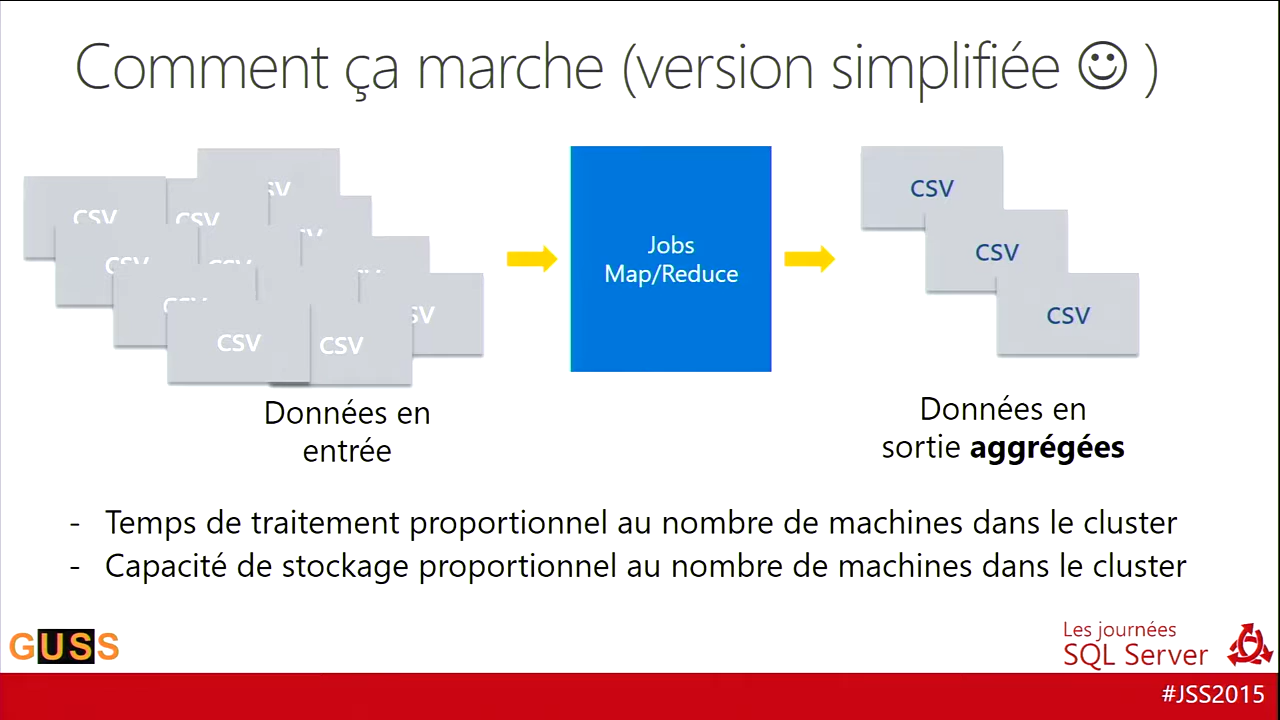 Comment ça marche (version simplifiée ☺ )
CSV
CSV
CSV
CSV
CSV
Jobs
Map/Reduce
CSV
CSV
CSV
Données en
entrée
Données en
sortie aggrégées
- Temps de traitement proportionnel au nombre de machines dans le cluster
- Capacité de stockage proportionnel au nombre de machines dans le cluster
GUSS
Les journées
SQL Server
#JSS2015